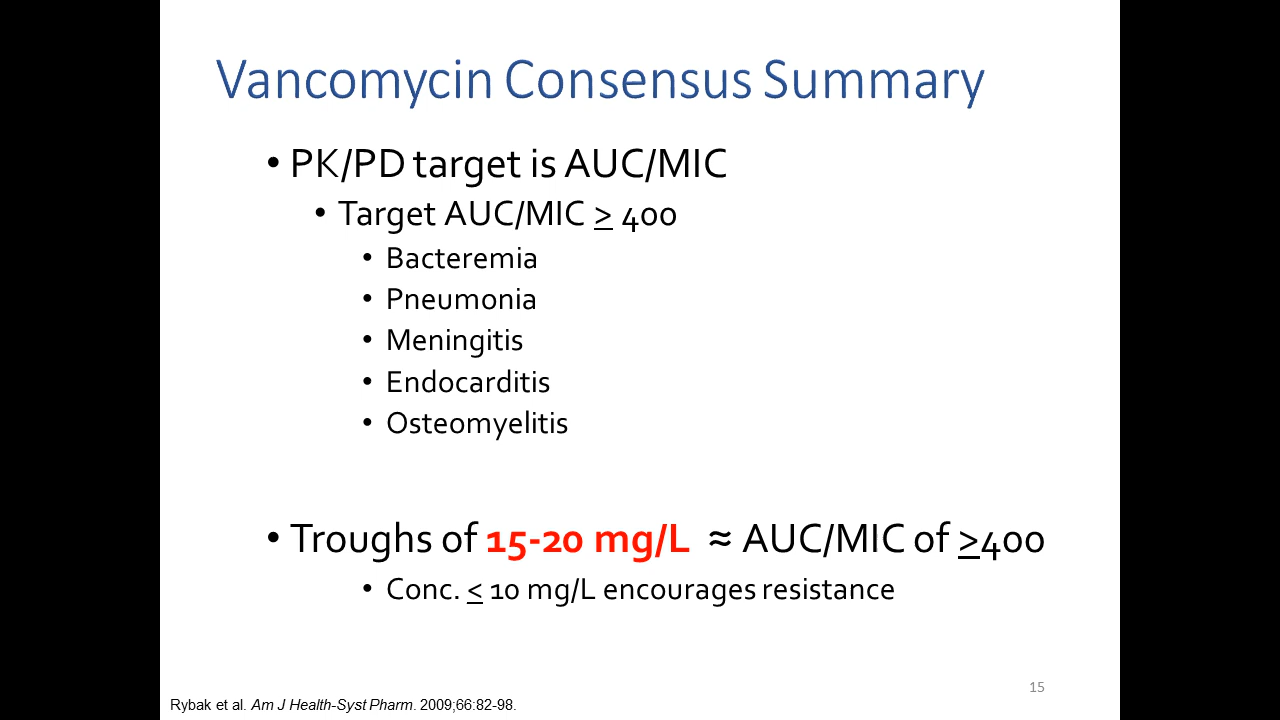 Vancomycin Consensus Summary
• PK/PD target is AUC/MIC
• Target AUC/MIC ≥ 400
• Bacteremia
• Pneumonia
• Meningitis
• Endocarditis
• Osteomyelitis
• Troughs of 15-20 mg/L ≈ AUC/MIC of ≥400
• Conc. ≤ 10 mg/L encourages resistance
15
Rybak et al. Am J Health-Syst Pharm. 2009;66:82-98.